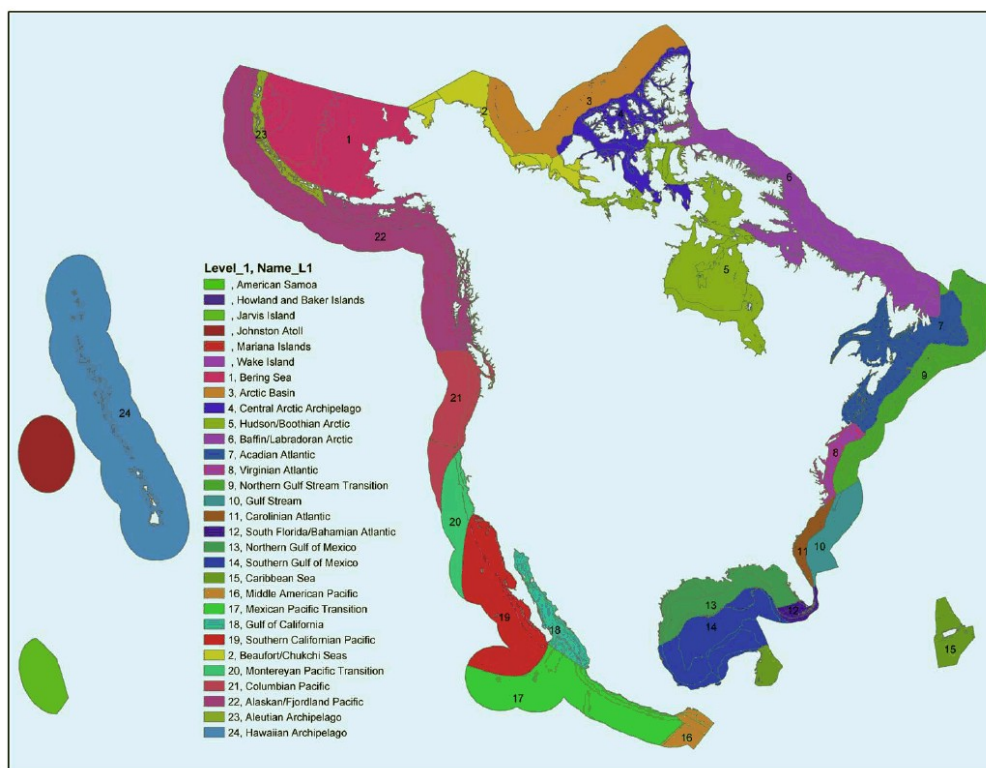 3
2
4
1
23
6
22
5
7
9
24
21
8
20
11
10
12
13
19
14
18
15
17
16
Level_1, Name_L1
, American Samoa
, Howland and Baker Islands
, Jarvis Island
, Johnston Atoll
, Mariana Islands
, Wake Island
1, Bering Sea
3, Arctic Basin
4, Central Arctic Archipelago
5, Hudson/Boothian Arctic
6, Baffin/Labradoran Arctic
7, Acadian Atlantic
8, Virginian Atlantic
9, Northern Gulf Stream Transition
10, Gulf Stream
11, Carolinian Atlantic
12, South Florida/Bahamian Atlantic
13, Northern Gulf of Mexico
14, Southern Gulf of Mexico
15, Caribbean Sea
16, Middle American Pacific
17, Mexican Pacific Transition
18, Gulf of California
19, Southern Californian Pacific
2, Beaufort/Chukchi Seas
20, Montereyan Pacific Transition
21, Columbian Pacific
22, Alaskan/Fjordland Pacific
23, Aleutian Archipelago
24, Hawaiian Archipelago